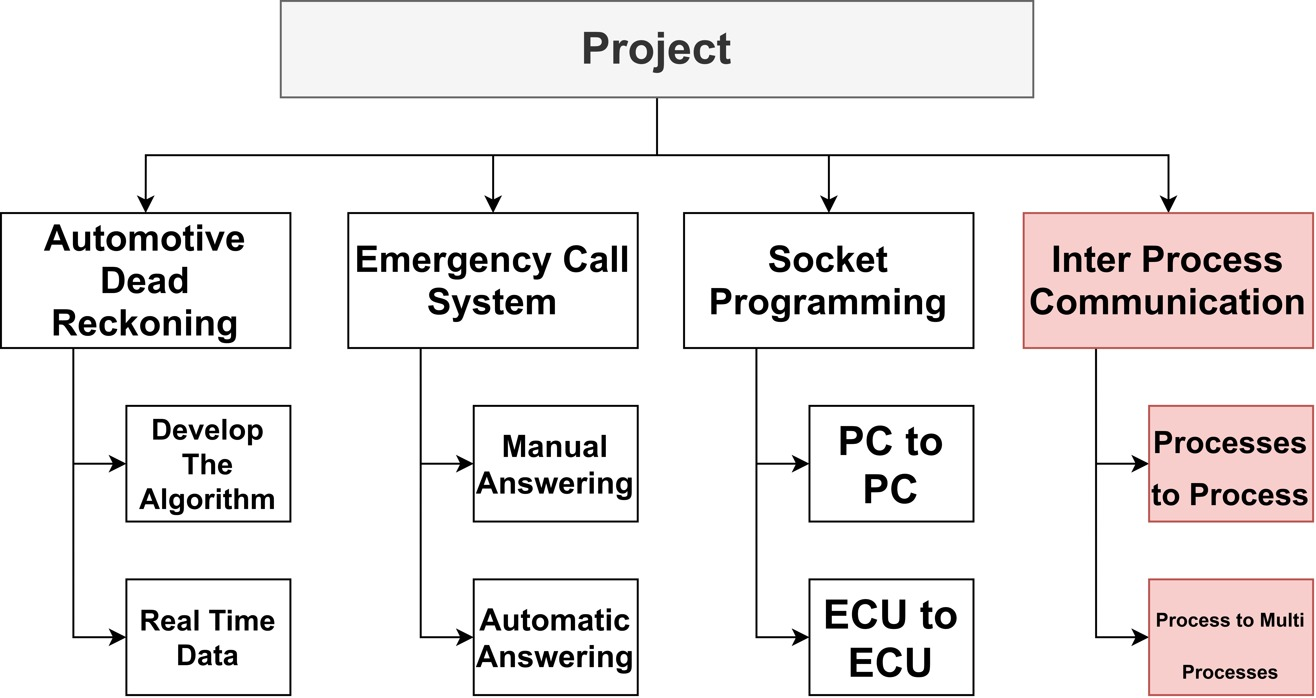 Project
Automotive
Dead
Reckoning
Emergency Call
System
Socket
Programming
Inter Process
Communication
Develop
The
Algorithm
Manual
Answering
PC to
PC
Processes
to Process
Real Time
Data
Automatic
Answering
ECU to
ECU
Process to Multi
Processes